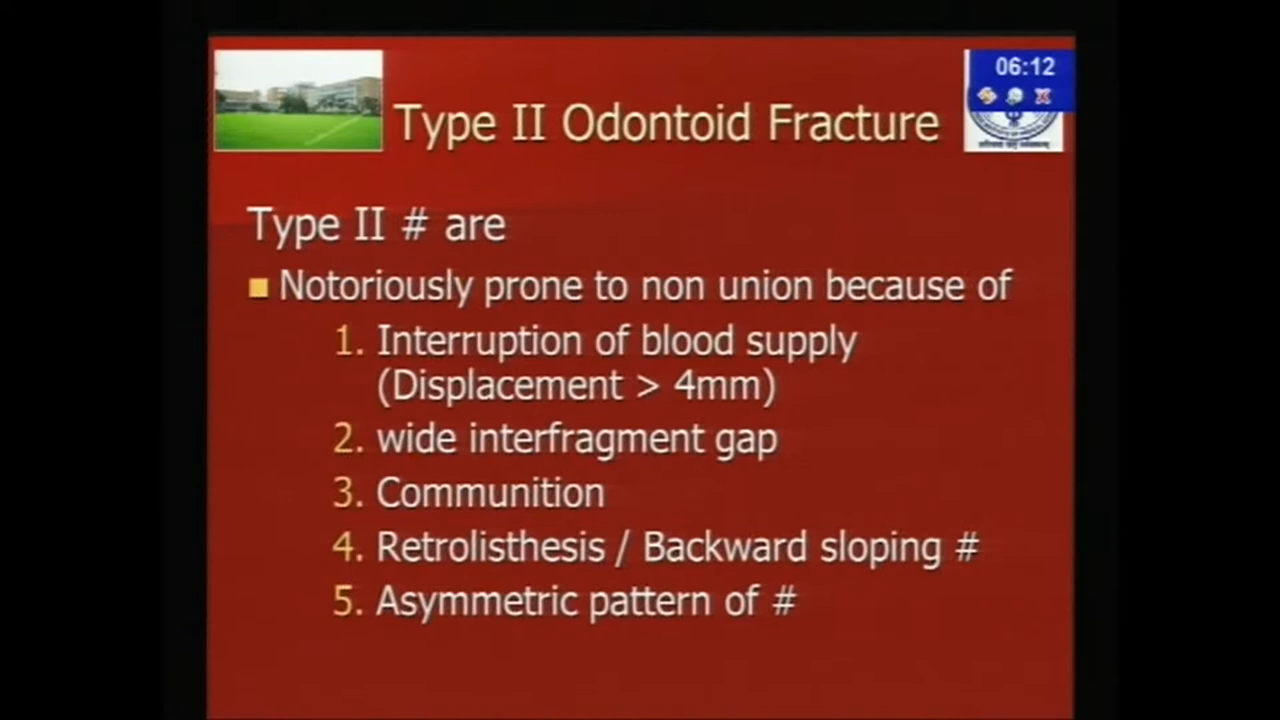 06:12
Type II Odontoid Fracture
Type II # are
Notoriously prone to non union because of
1. Interruption of blood supply
(Displacement > 4mm)
2. wide interfragment gap
3. Communition
4. Retrolisthesis / Backward sloping #
5. Asymmetric pattern of #